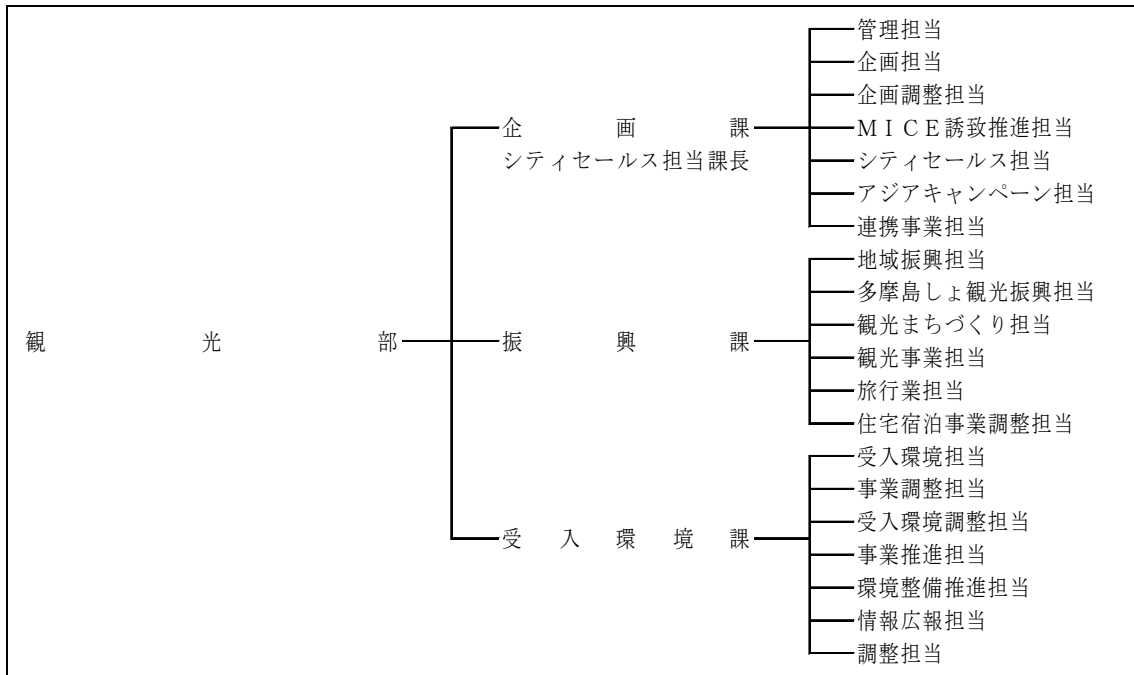 観光部
企画課
シティセールス担当課長
管理担当
企画担当
企画調整担当
ＭＩＣＥ誘致推進担当
シティセールス担当
アジアキャンペーン担当
連携事業担当
振興課
地域振興担当
多摩島しょ観光振興担当
観光まちづくり担当
観光事業担当
旅行業担当
住宅宿泊事業調整担当
受入環境課
受入環境担当
事業調整担当
受入環境調整担当
事業推進担当
環境整備推進担当
情報広報担当
調整担当